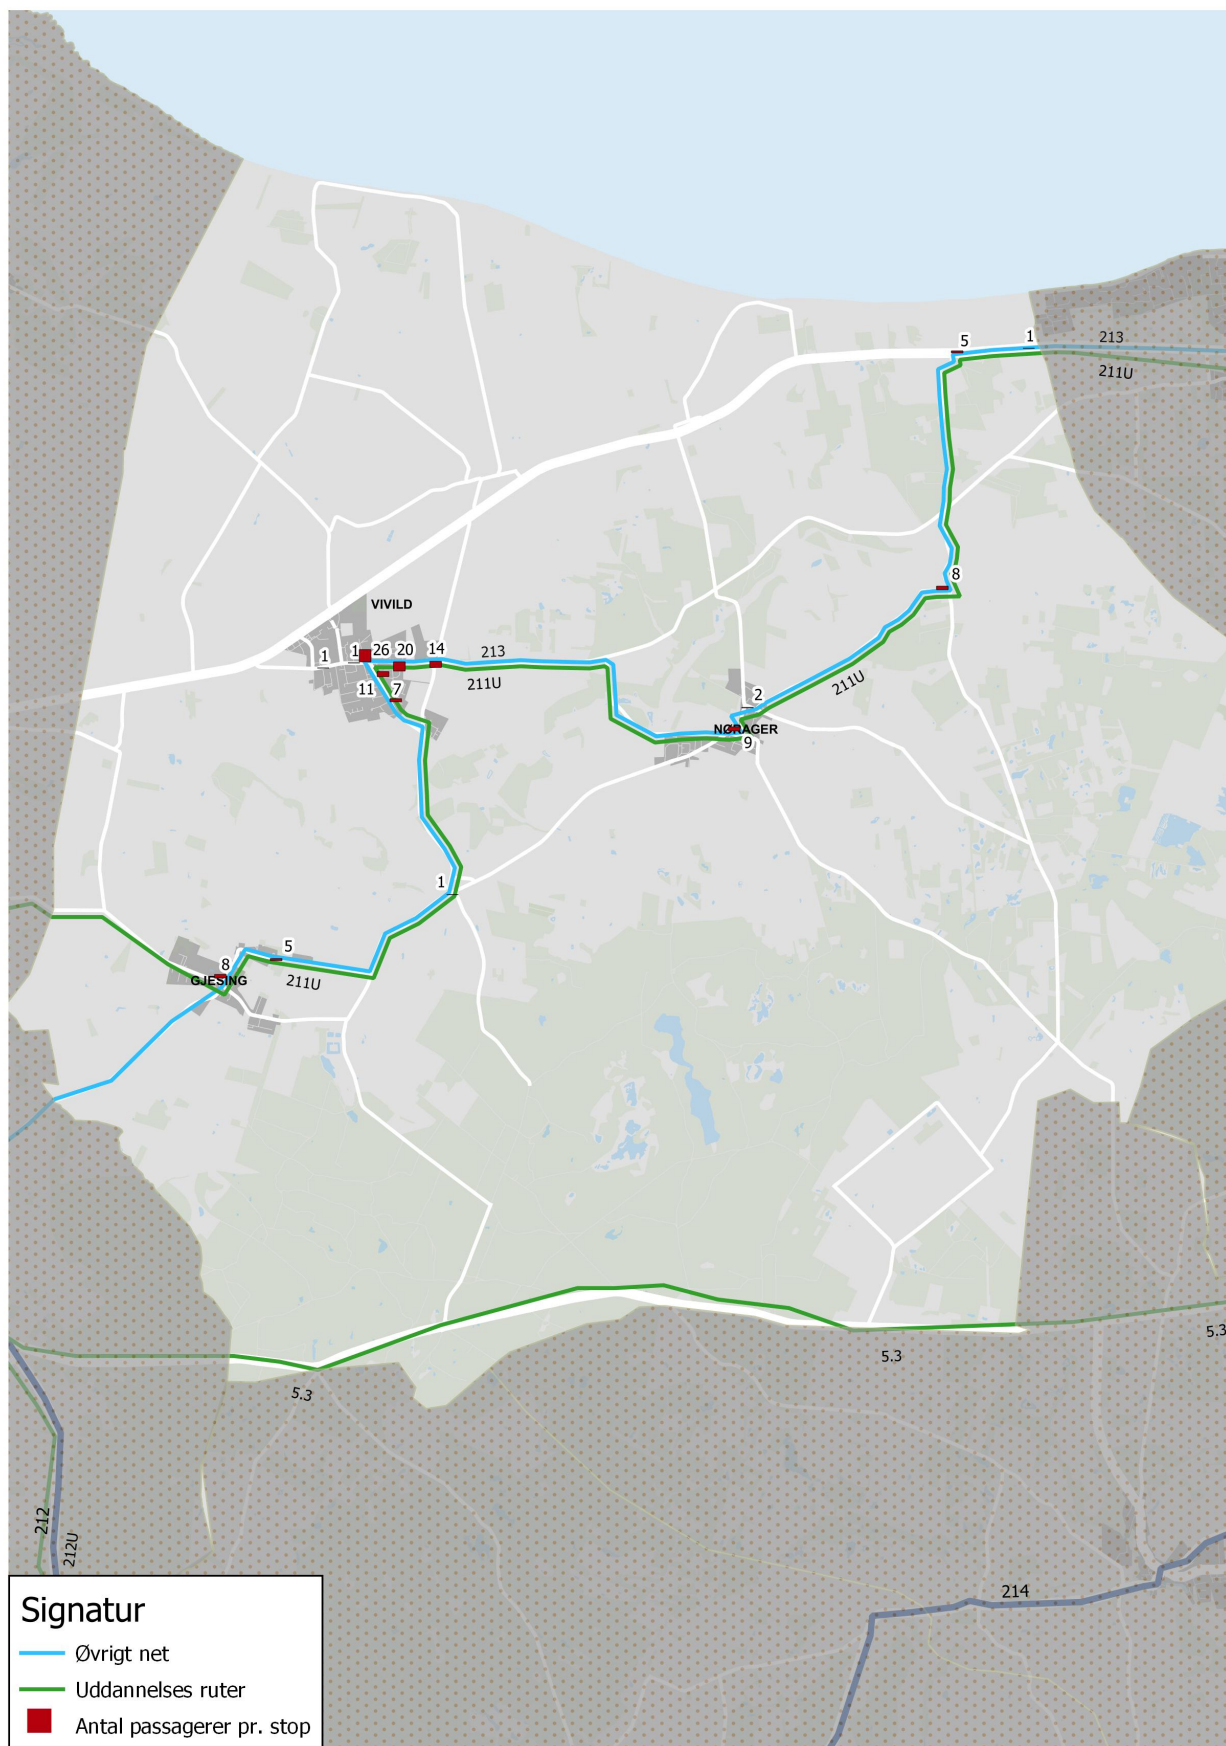 5
1
213
211U
8
VIVILD
1
1
26
20
14
213
11
7
211U
211U
2
NØRAGER
9
1
5
8
GJESING
211U
5.3
5.3
5.3
212
212U
214
Signatur
Øvrigt net
Uddannelses ruter
Antal passagerer pr. stop